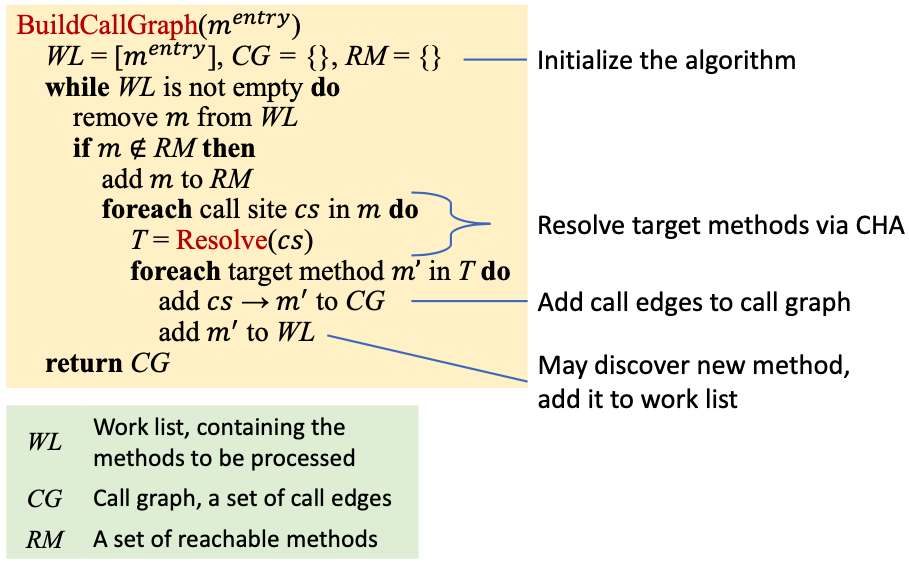 BuildCallGraph(m^entry)
WL = [m^entry], CG = {}, RM = {}
Initialize the algorithm
while WL is not empty do
remove m from WL
if m ∉ RM then
add m to RM
foreach call site cs in m do
T = Resolve(cs)
Resolve target methods via CHA
foreach target method m′ in T do
add cs → m′ to CG
Add call edges to call graph
add m′ to WL
May discover new method,
add it to work list
return CG
WL Work list, containing the
methods to be processed
CG Call graph, a set of call edges
RM A set of reachable methods